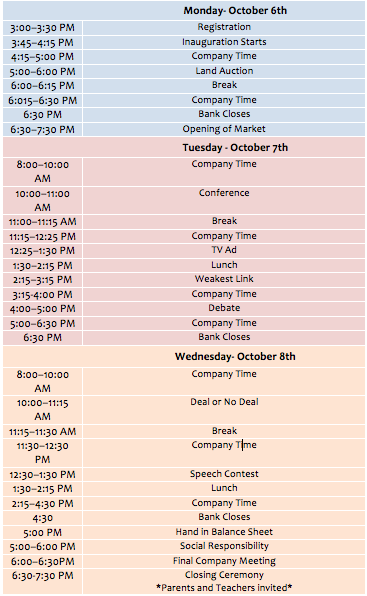 Monday- October 6th
3:00–3:30 PM Registration
3:45–4:15 PM Inauguration Starts
4:15–5:00 PM Company Time
5:00–6:00 PM Land Auction
6:00–6:15 PM Break
6:015–6:30 PM Company Time
6:30 PM Bank Closes
6:30-7:30 PM Opening of Market
Tuesday - October 7th
8:00–10:00 Company Time
AM
10:00–11:00 Conference
AM
11:00–11:15 AM Break
11:15–12:25 PM Company Time
12:25–1:30 PM TV Ad
1:30–2:15 PM Lunch
2:15–3:15 PM Weakest Link
3:15-4:00 PM Company Time
4:00–5:00 PM Debate
5:00–6:30 PM Company Time
6:30 PM Bank Closes
Wednesday- October 8th
8:00–10:00 Company Time
AM
10:00–11:15 Deal or No Deal
AM
11:15–11:30 AM Break
11:30–12:30 Company Time
PM
12:30–1:30 PM Speech Contest
1:30–2:15 PM Lunch
2:15–4:30 PM Company Time
4:30 Bank Closes
5:00 PM Hand in Balance Sheet
5:00–6:00 PM Social Responsibility
6:00–6:30PM Final Company Meeting
6:30-7:30 PM Closing Ceremony
*Parents and Teachers invited*